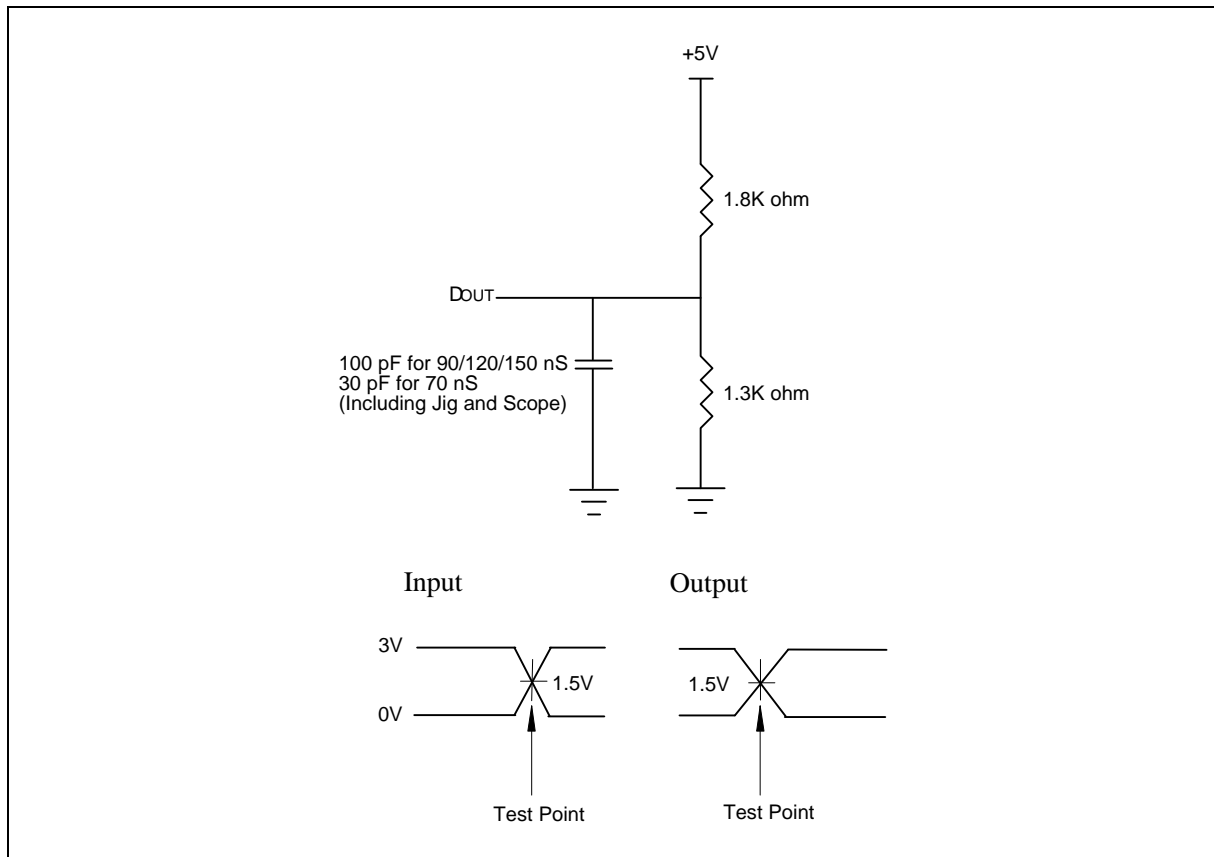 +5V
1.8K ohm
DOUT
100 pF for 90/120/150 nS
30 pF for 70 nS
(Including Jig and Scope)
1.3K ohm
Input
Output
3V
1.5V
1.5V
0V
Test Point
Test Point